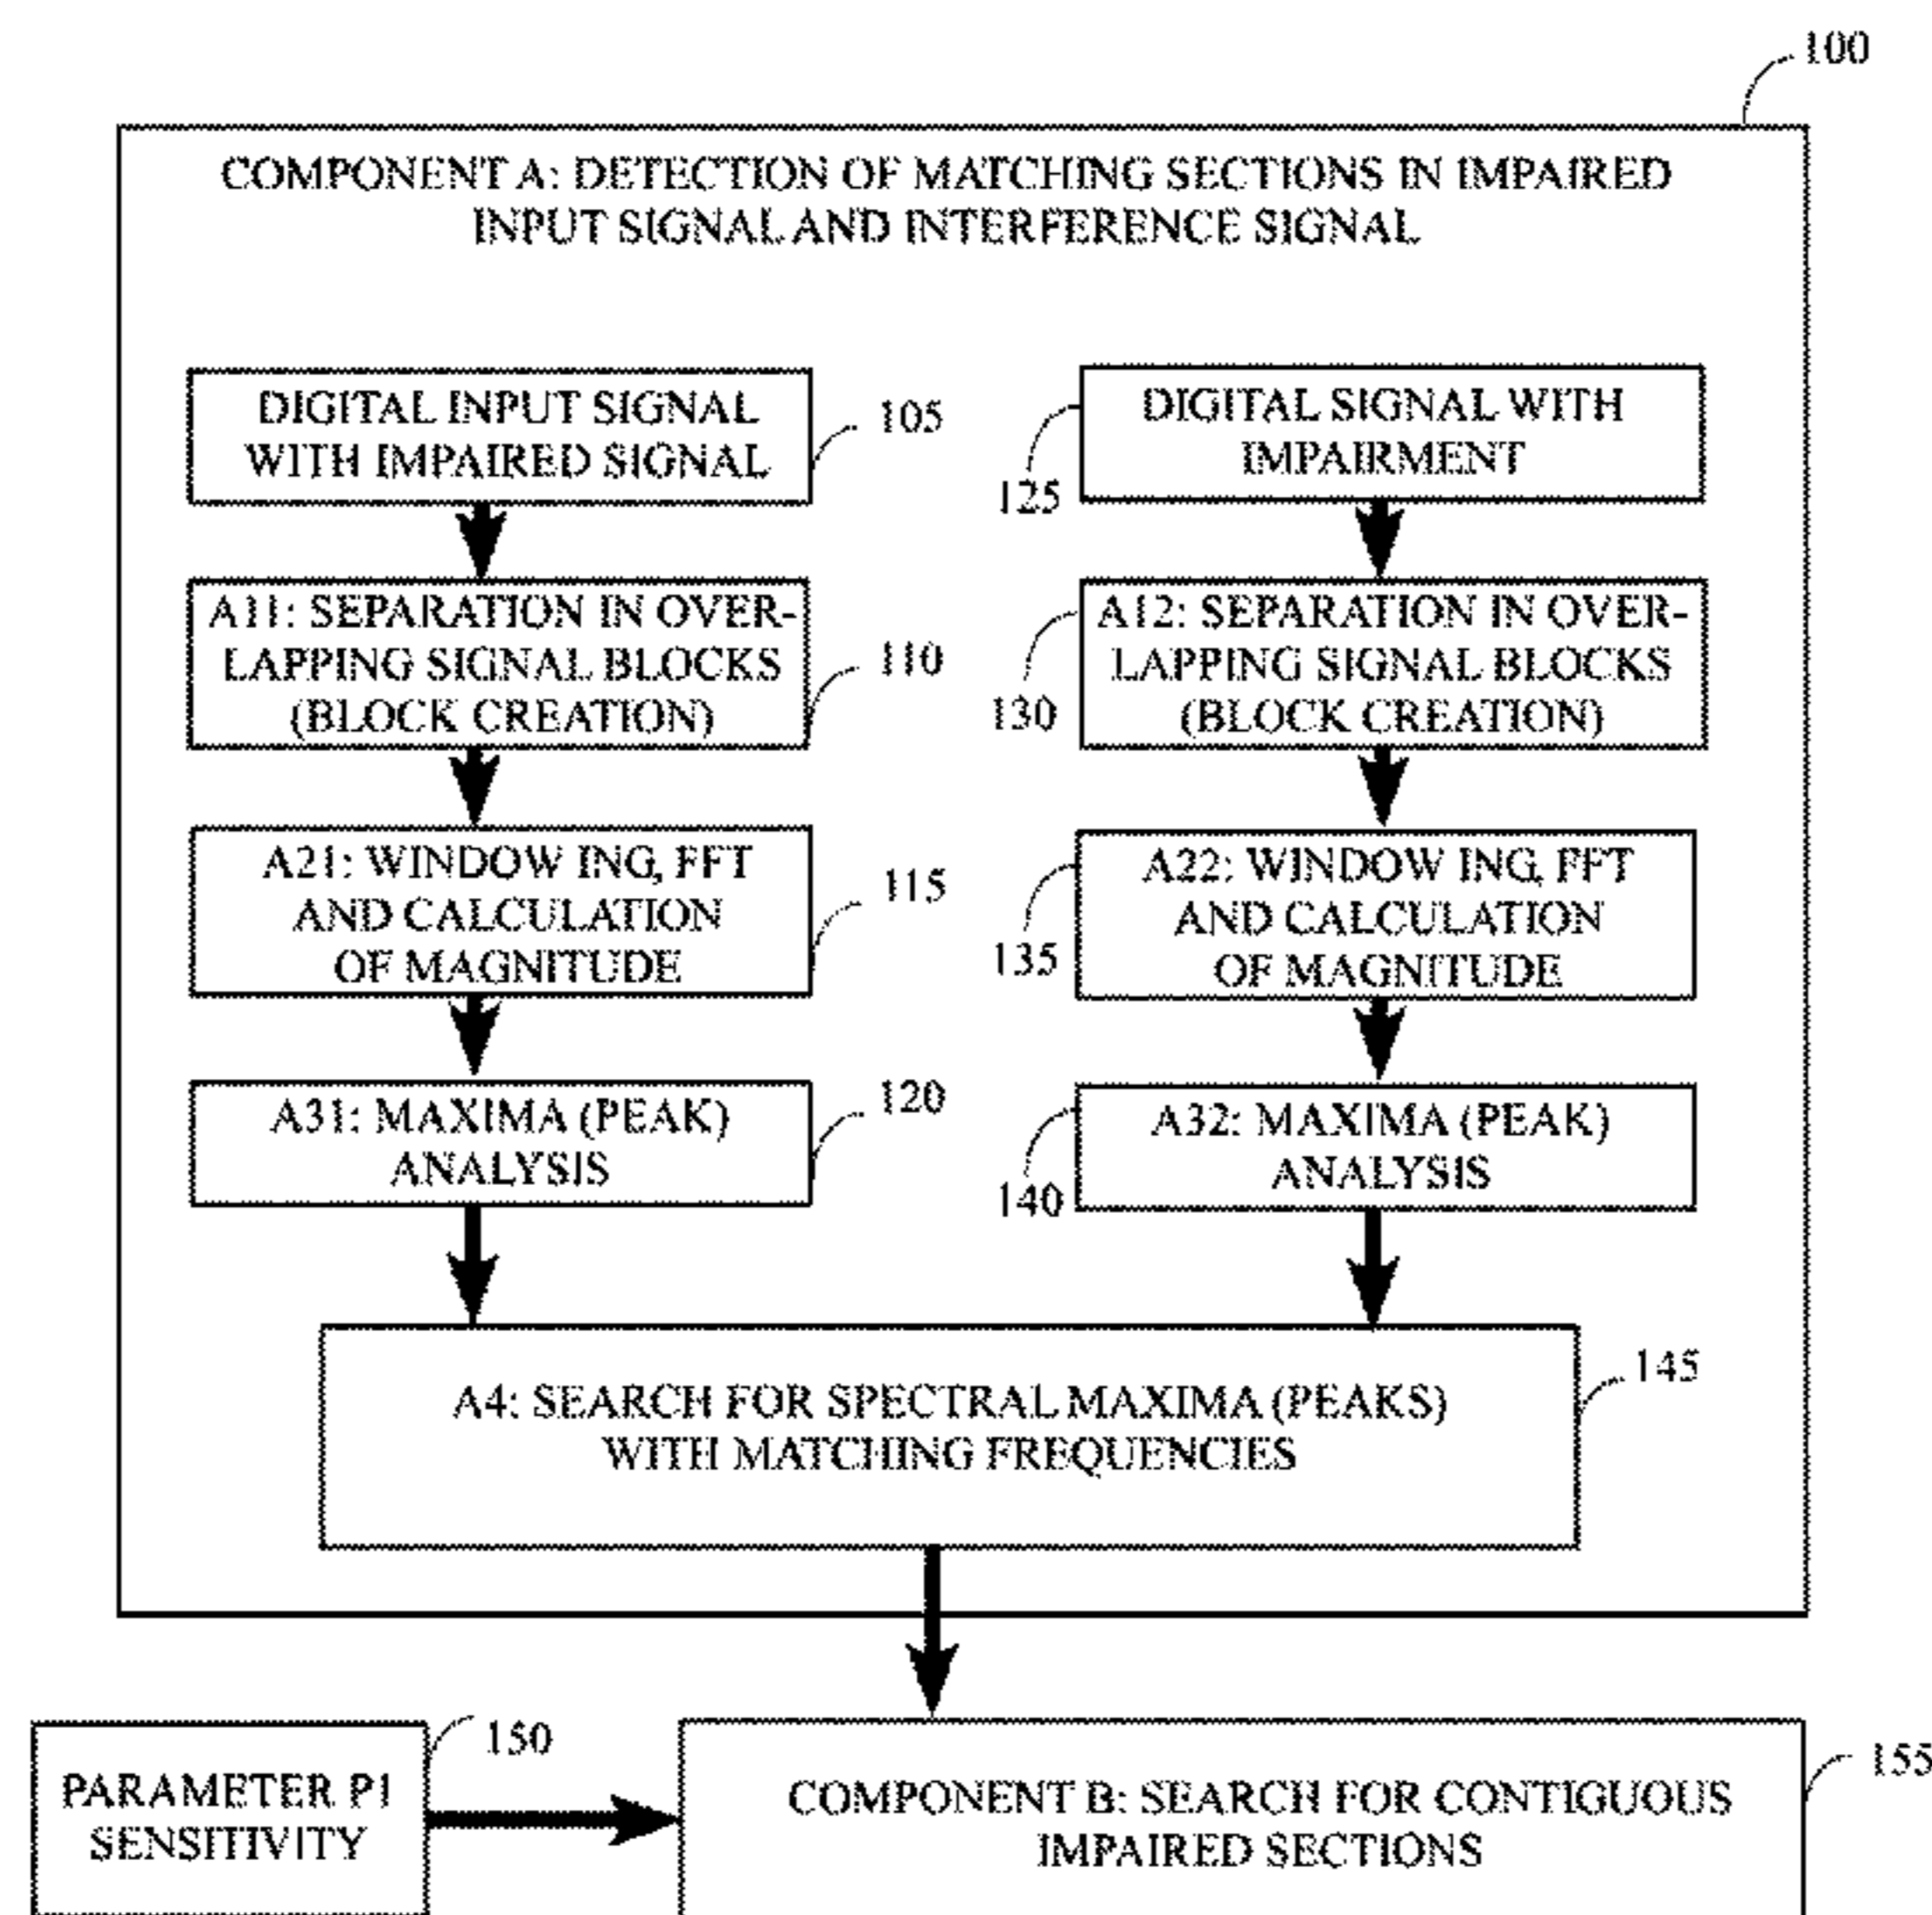 100
COMPONENT A: DETECTION OF MATCHING SECTIONS IN IMPAIRED
INPUT SIGNAL AND INTERFERENCE SIGNAL
DIGITAL INPUT SIGNAL
WITH IMPAIRED SIGNAL
105
DIGITAL SIGNAL WITH
IMPAIRMENT
125
A11: SEPARATION IN OVER-
LAPPING SIGNAL BLOCKS
(BLOCK CREATION)
110
A12: SEPARATION IN OVER-
LAPPING SIGNAL BLOCKS
(BLOCK CREATION)
130
A21: WINDOW ING, FFT
AND CALCULATION
OF MAGNITUDE
115
A22: WINDOW ING, FFT
AND CALCULATION
OF MAGNITUDE
135
A31: MAXIMA (PEAK)
ANALYSIS
120
A32: MAXIMA (PEAK)
ANALYSIS
140
A4: SEARCH FOR SPECTRAL MAXIMA (PEAKS)
WITH MATCHING FREQUENCIES
145
PARAMETER P1
SENSITIVITY
150
COMPONENT B: SEARCH FOR CONTIGUOUS
IMPAIRED SECTIONS
155